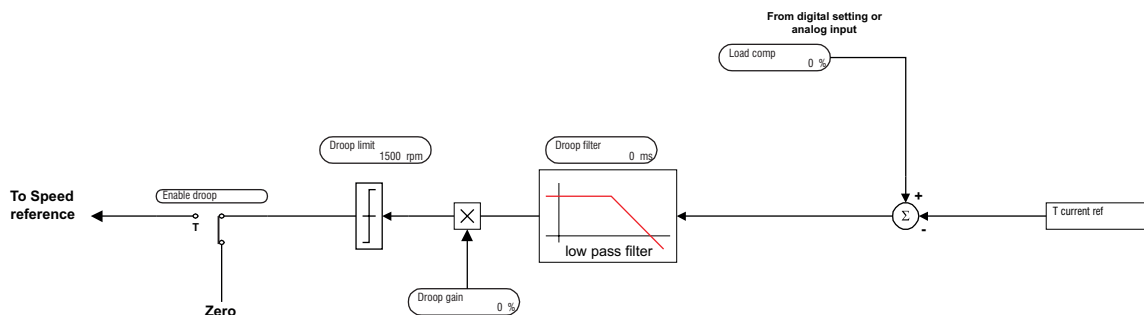 From digital setting or
analog input
Load comp
0 %
Droop limit
1500 rpm
Droop filter
0 ms
To Speed
reference
Enable droop
T
+
Σ
-
T current ref
low pass filter
Droop gain
0 %
Zero